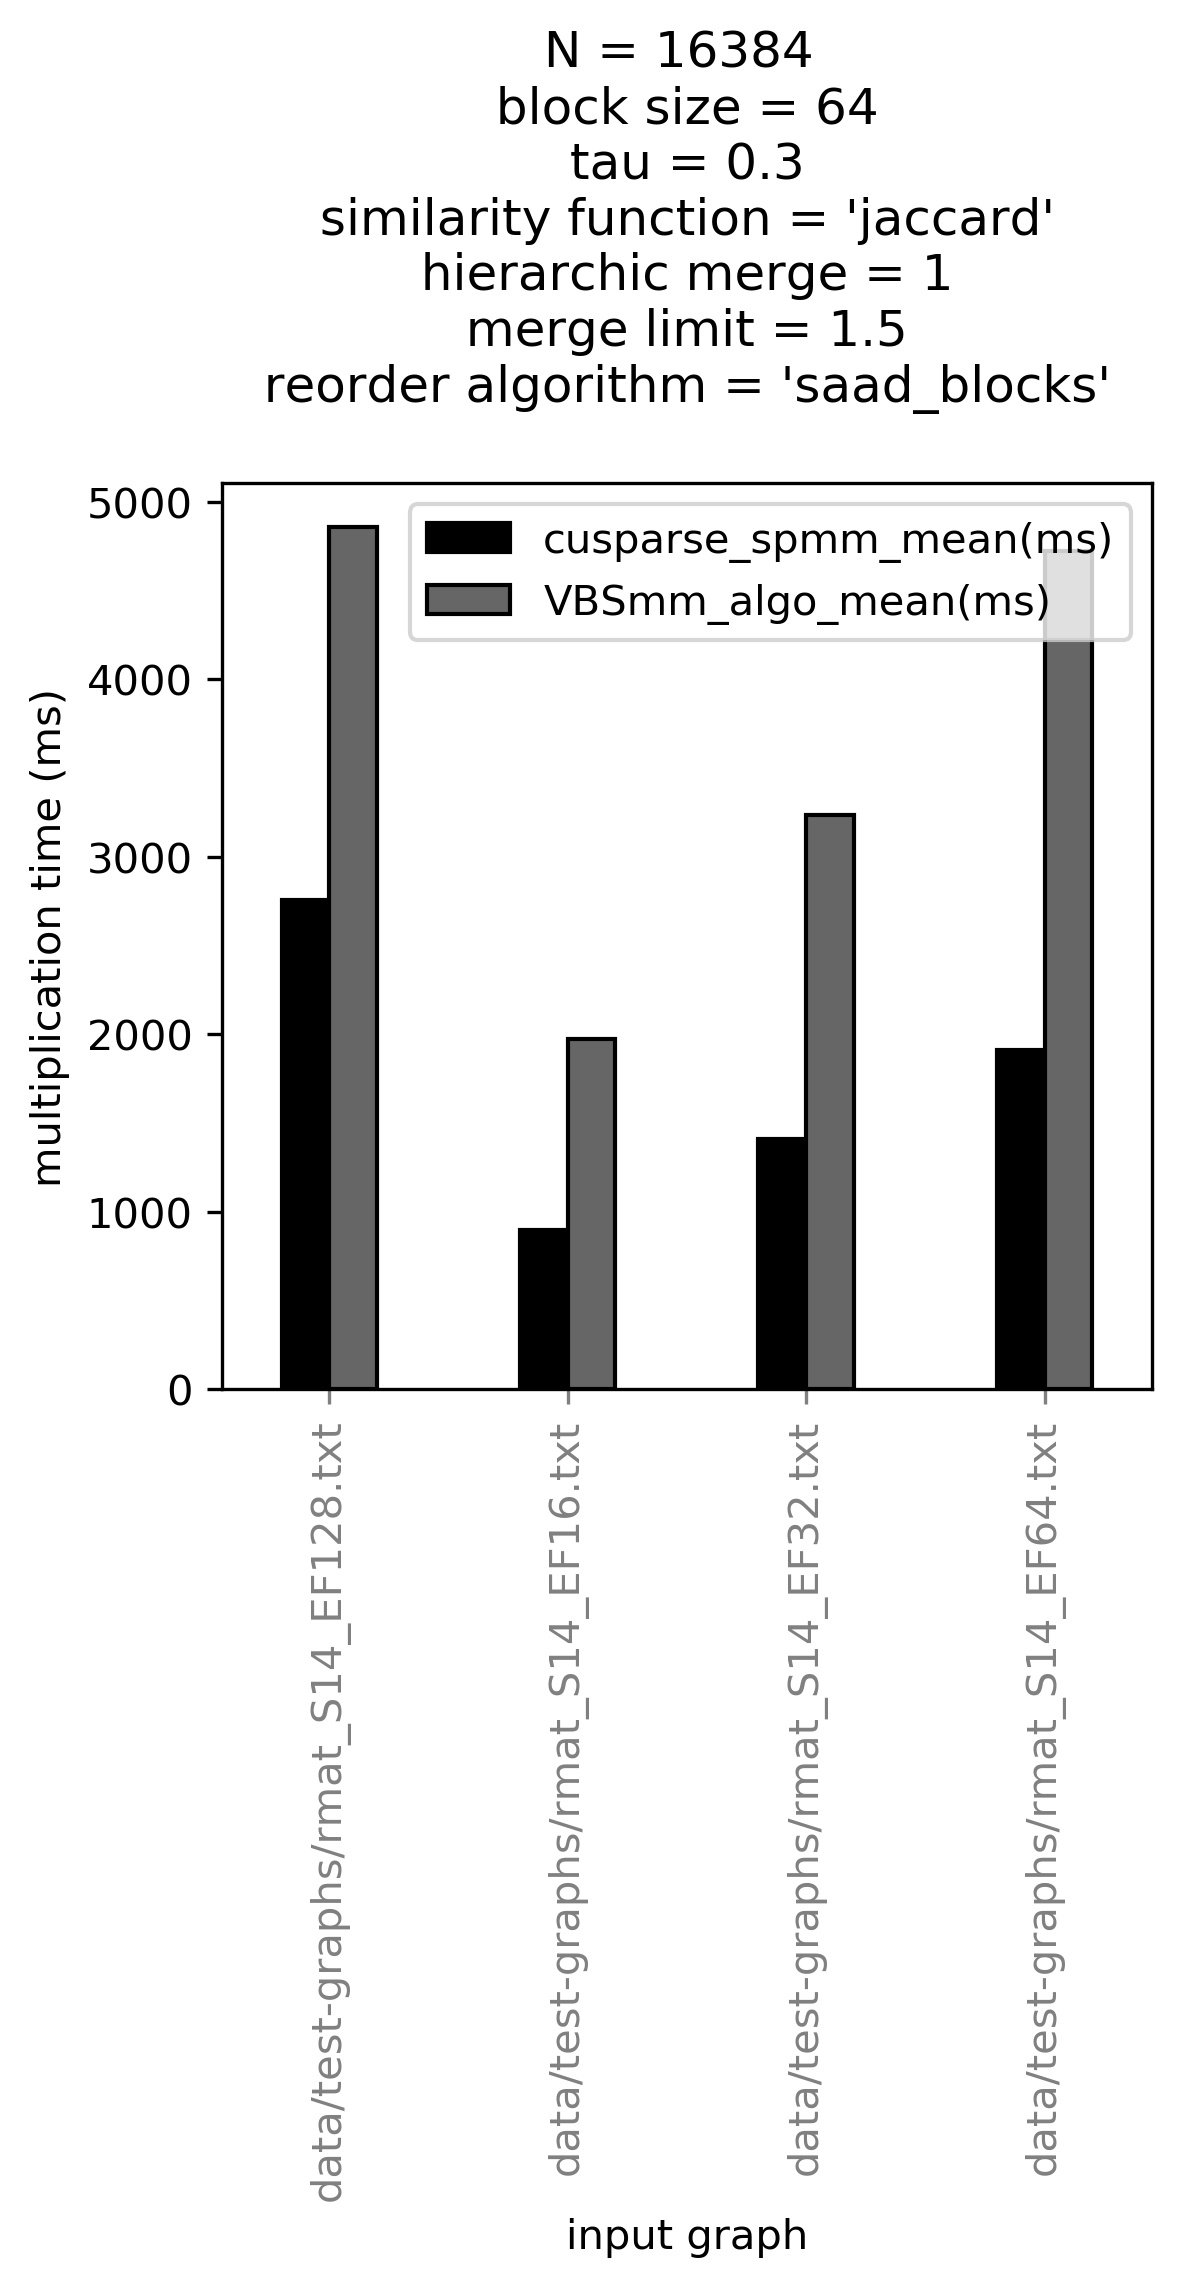 N = 16384
block size = 64
tau = 0.3
similarity function = 'jaccard'
hierarchic merge = 1
merge limit = 1.5
reorder algorithm = 'saad_blocks'
cusparse_spmm_mean(ms)
VBSmm_algo_mean(ms)
multiplication time (ms)
5000
4000
3000
2000
1000
0
data/test-graphs/rmat_S14_EF128.txt
data/test-graphs/rmat_S14_EF16.txt
data/test-graphs/rmat_S14_EF32.txt
data/test-graphs/rmat_S14_EF64.txt
input graph